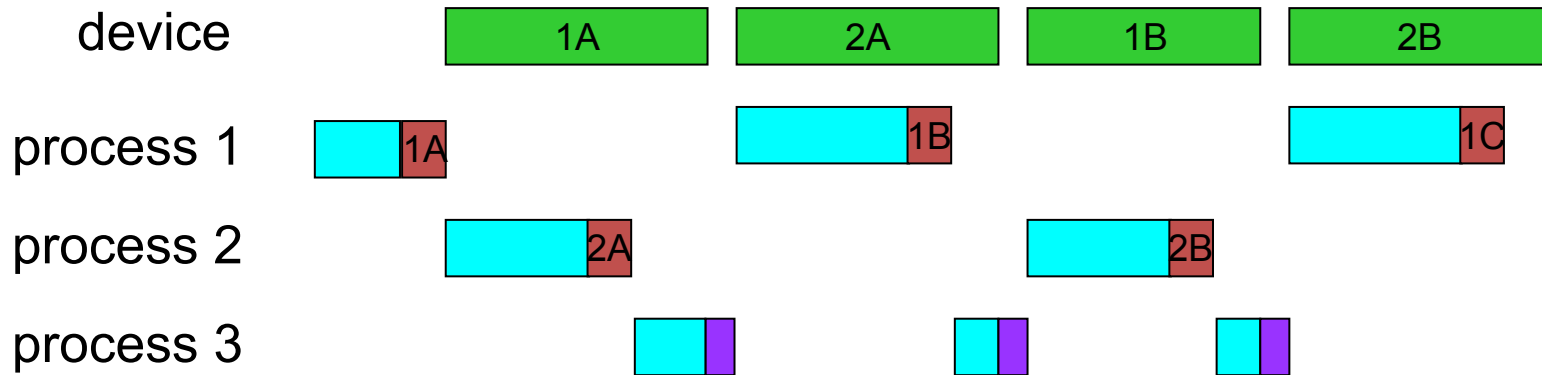 device 1A 2A 1B 2B
process 1 1A 1B 1C
process 2 2A 2B
process 3